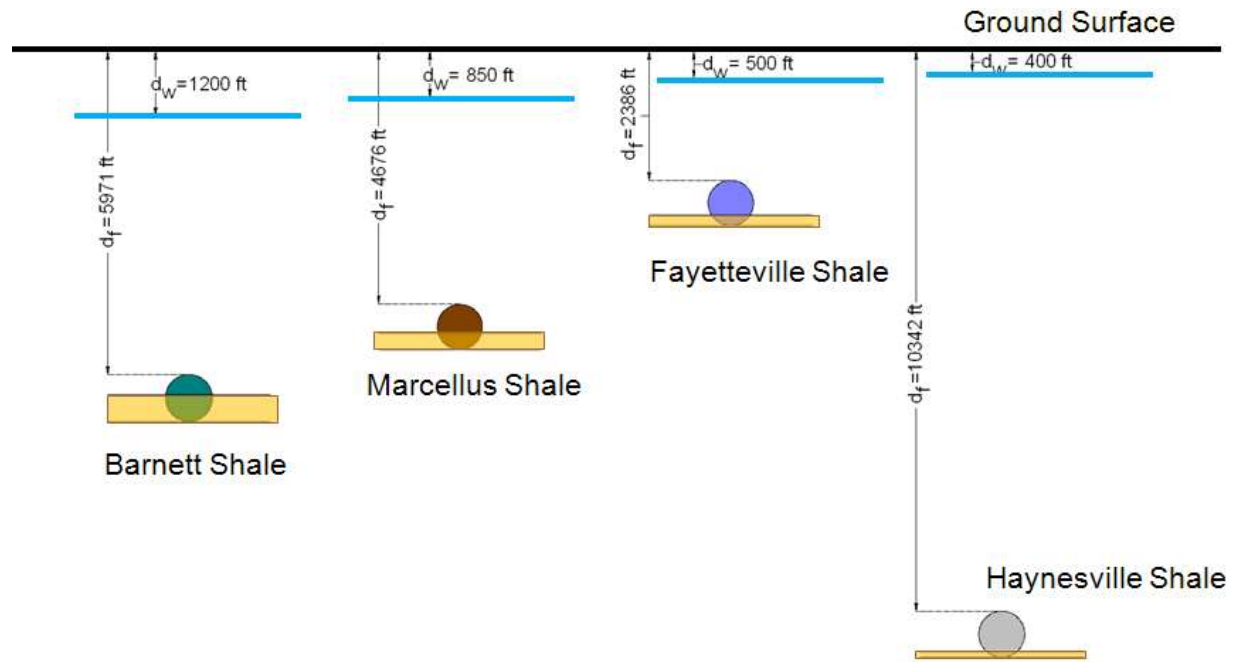 Ground Surface
dw=1200 ft
dw= 850 ft
dw= 500 ft
dw= 400 ft
df=5971 ft
df=4676 ft
df=2386 ft
df=10342 ft
Fayetteville Shale
Marcellus Shale
Barnett Shale
Haynesville Shale